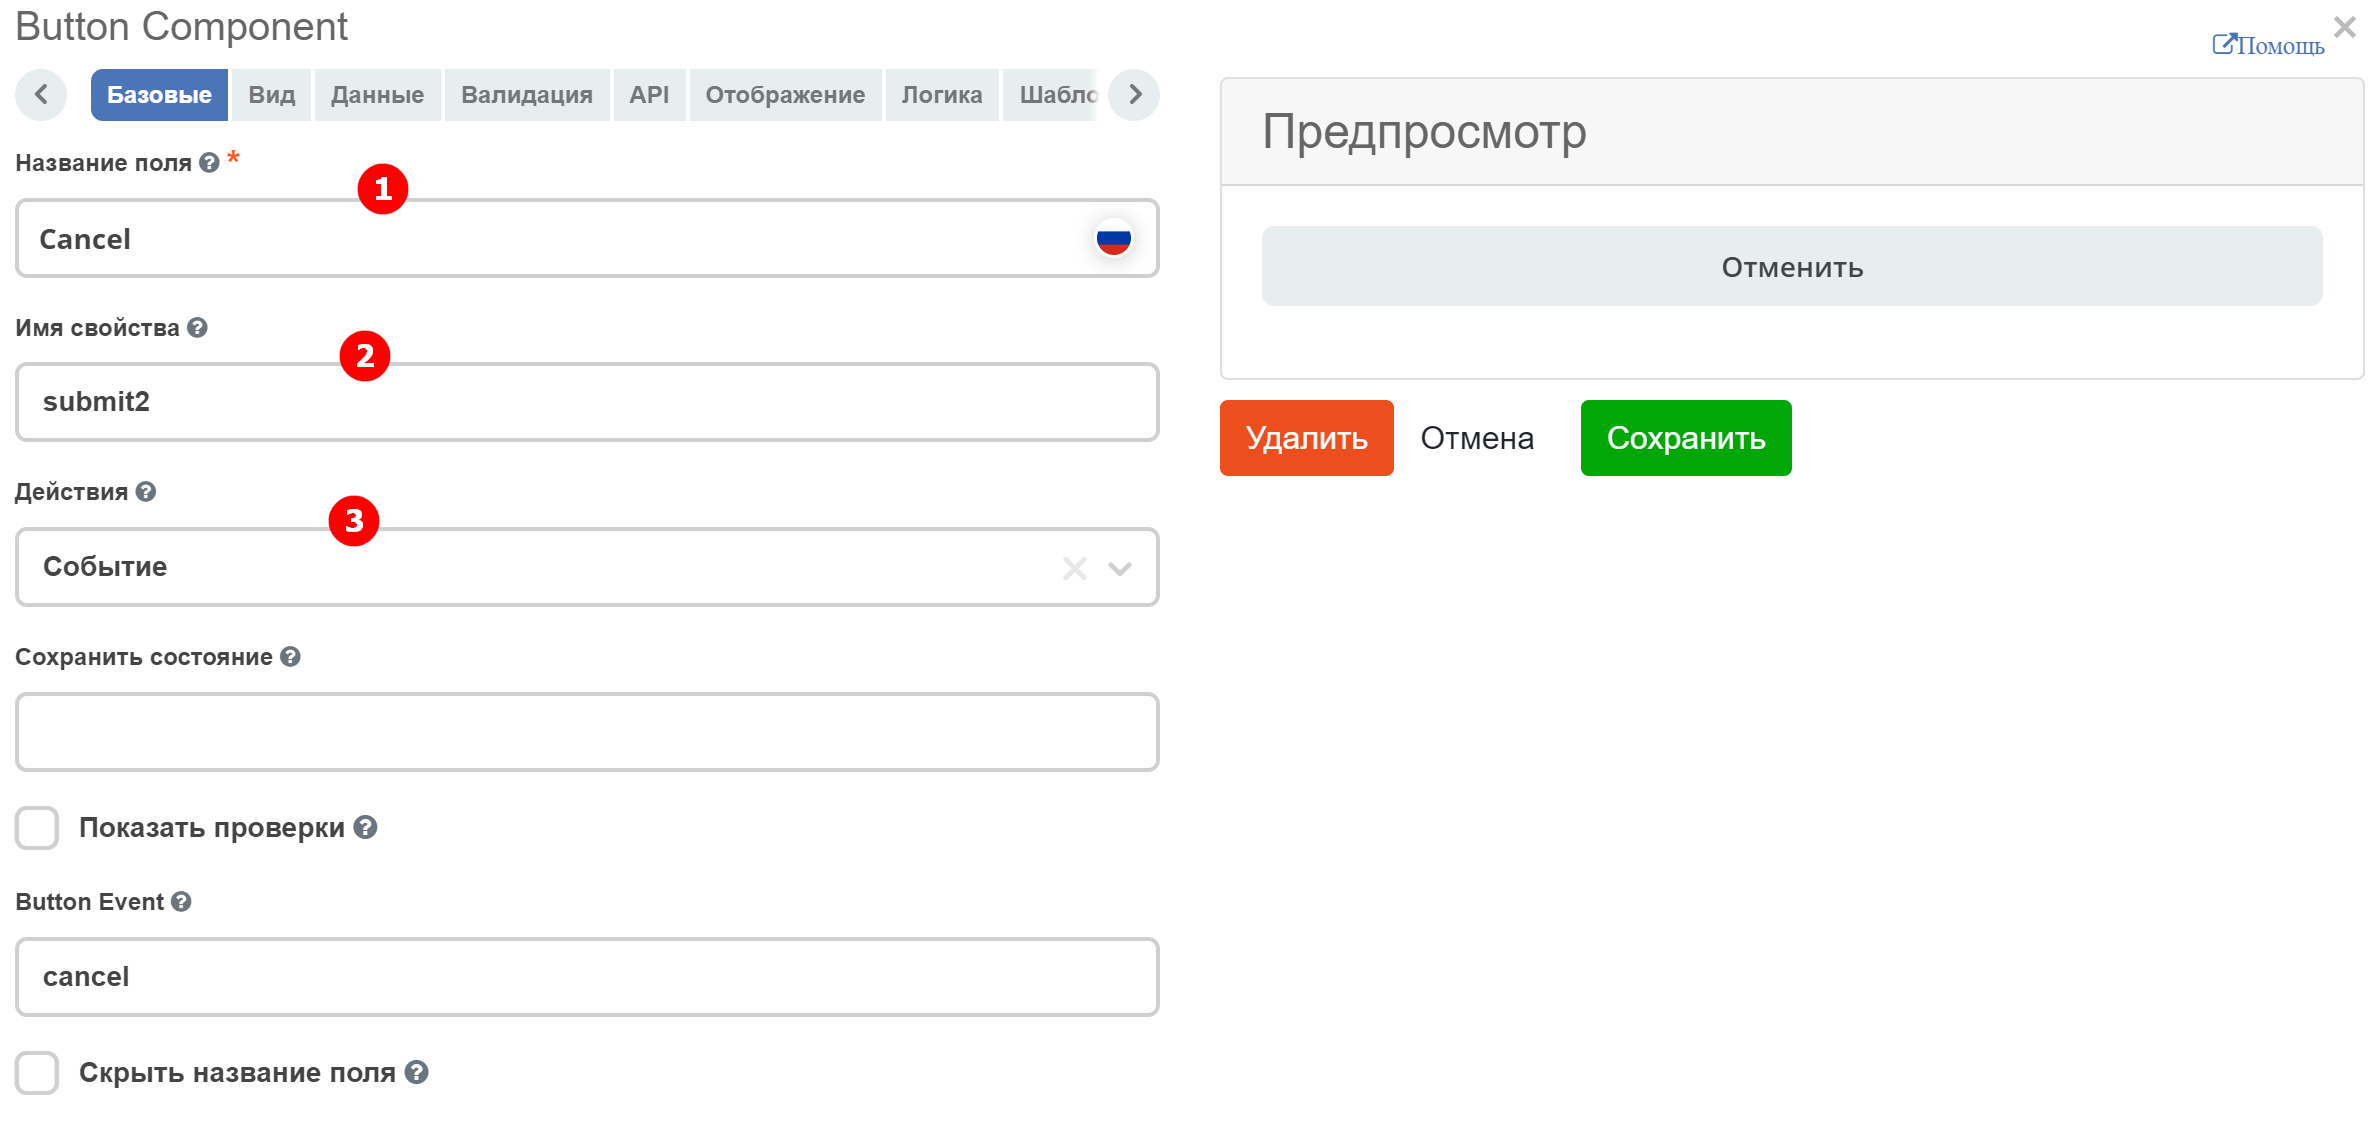 Button Component
Помощь
Базовые Вид Данные Валидация API Отображение Логика Шабло
Название поля *
1
Cancel
Имя свойства
2
submit2
Действия
3
Событие
Сохранить состояние
Показать проверки
Button Event
cancel
Скрыть название поля
Предпросмотр
Отменить
Удалить Отмена Сохранить